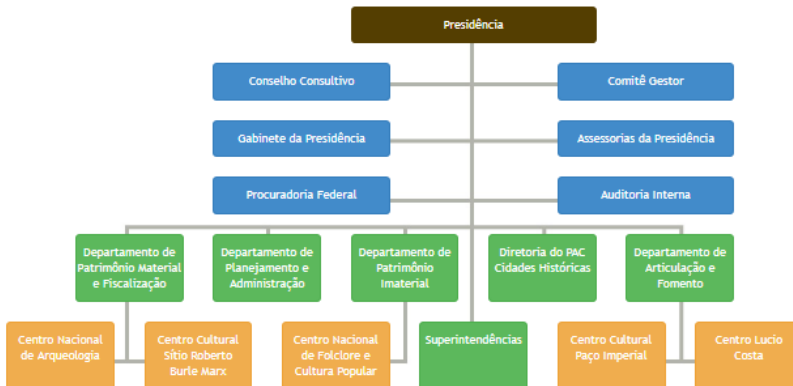 Presidência
Conselho Consultivo
Comitê Gestor
Gabinete da Presidência
Assessorias da Presidência
Procuradoria Federal
Auditoria Interna
Departamento de
Patrimônio Material
e Fiscalização
Departamento de
Planejamento e
Administração
Departamento de
Patrimônio
Imaterial
Diretoria do PAC
Cidades Históricas
Departamento de
Articulação e
Fomento
Centro Nacional
de Arqueologia
Centro Cultural
Sítio Roberto
Burle Marx
Centro Nacional
de Folclore e
Cultura Popular
Superintendências
Centro Cultural
Paço Imperial
Centro Lucio
Costa